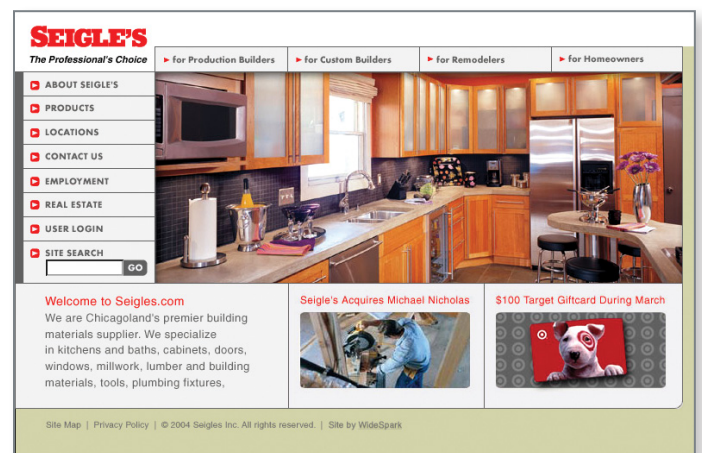 SEIGLE'S
The Professional's Choice
for Production Builders
for Custom Builders
for Remodelers
for Homeowners
ABOUT SEIGLE'S
PRODUCTS
LOCATIONS
CONTACT US
EMPLOYMENT
REAL ESTATE
USER LOGIN
SITE SEARCH
GO
Welcome to Seigles.com
We are Chicagoland's premier building
materials supplier. We specialize
in kitchens and baths, cabinets, doors,
windows, millwork, lumber and building
materials, tools, plumbing fixtures,
Seigle's Acquires Michael Nicholas
$100 Target Giftcard During March
Site Map | Privacy Policy | © 2004 Seigles Inc. All rights reserved. | Site by WideSpark